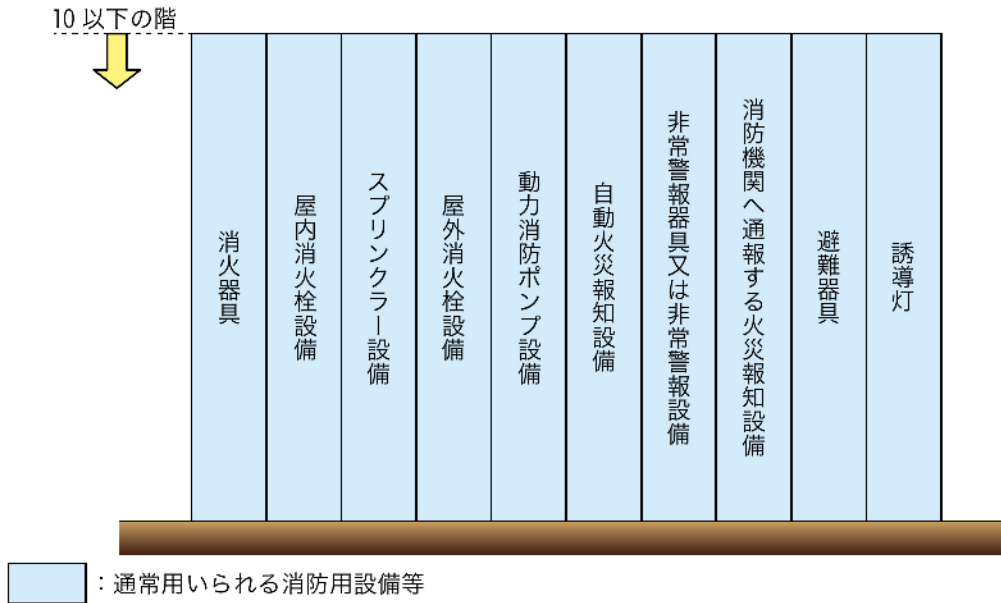 10 以下の階
消火器具
屋内消火栓設備
スプリンクラー設備
屋外消火栓設備
動力消防ポンプ設備
自動火災報知設備
非常警報器具又は非常警報設備
消防機関へ通報する火災報知設備
避難器具
誘導灯
：通常用いられる消防用設備等